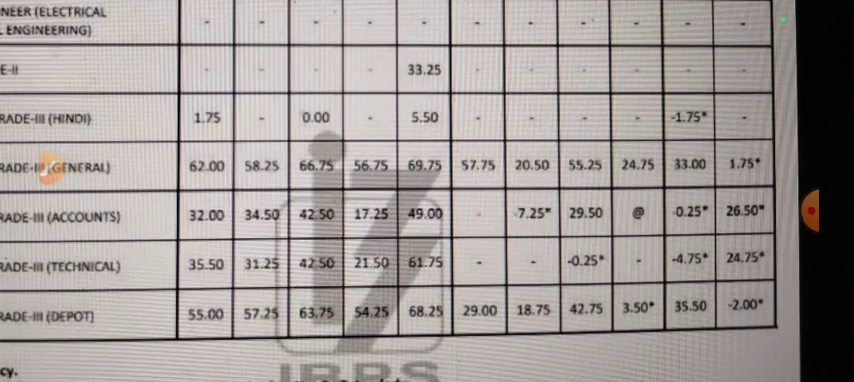 NEER (ELECTRICAL - - - - - - - - - - -
ENGINEERING)
E-II - - - - 33.25 - - - - - -
RADE-III (HINDI) 1.75 - 0.00 - 5.50 - - - - -1.75* -
RADE-III (GENERAL) 62.00 58.25 66.75 56.75 69.75 57.75 20.50 55.25 24.75 33.00 1.75*
RADE-III (ACCOUNTS) 32.00 34.50 42.50 17.25 49.00 - -7.25* 29.50 @ -0.25* 26.50*
RADE-III (TECHNICAL) 35.50 31.25 42.50 21.50 61.75 - - -0.25* - -4.75* 24.75*
RADE-III (DEPOT) 55.00 57.25 63.75 54.25 68.25 29.00 18.75 42.75 3.50* 35.50 -2.00*
cy.
IBPS